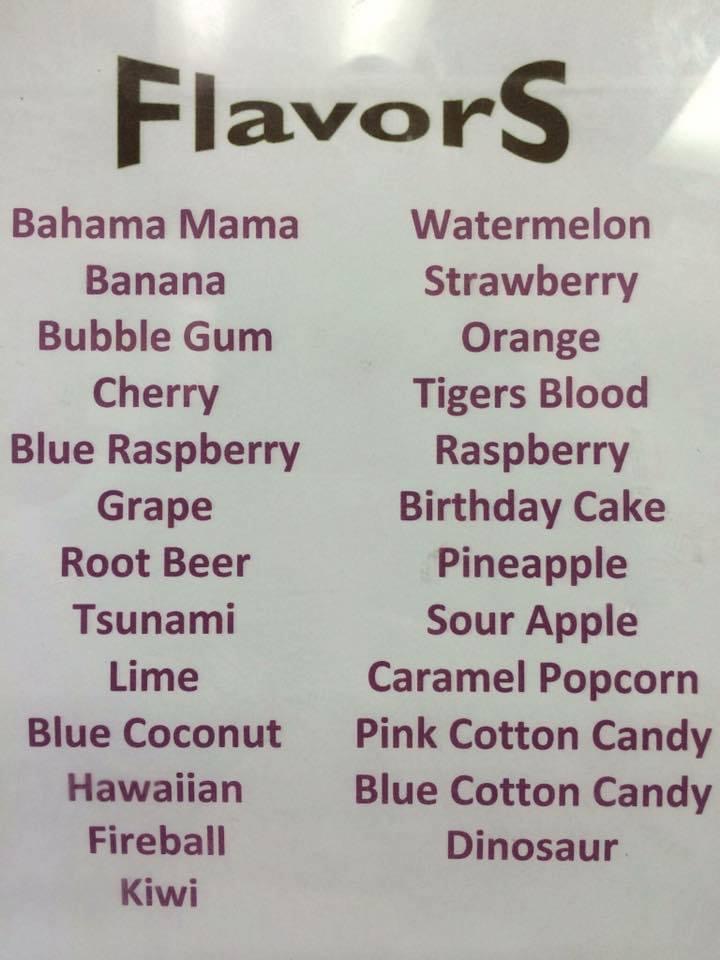 FlavorS
Bahama Mama
Banana
Bubble Gum
Cherry
Blue Raspberry
Grape
Root Beer
Tsunami
Lime
Blue Coconut
Hawaiian
Fireball
Kiwi
Watermelon
Strawberry
Orange
Tigers Blood
Raspberry
Birthday Cake
Pineapple
Sour Apple
Caramel Popcorn
Pink Cotton Candy
Blue Cotton Candy
Dinosaur